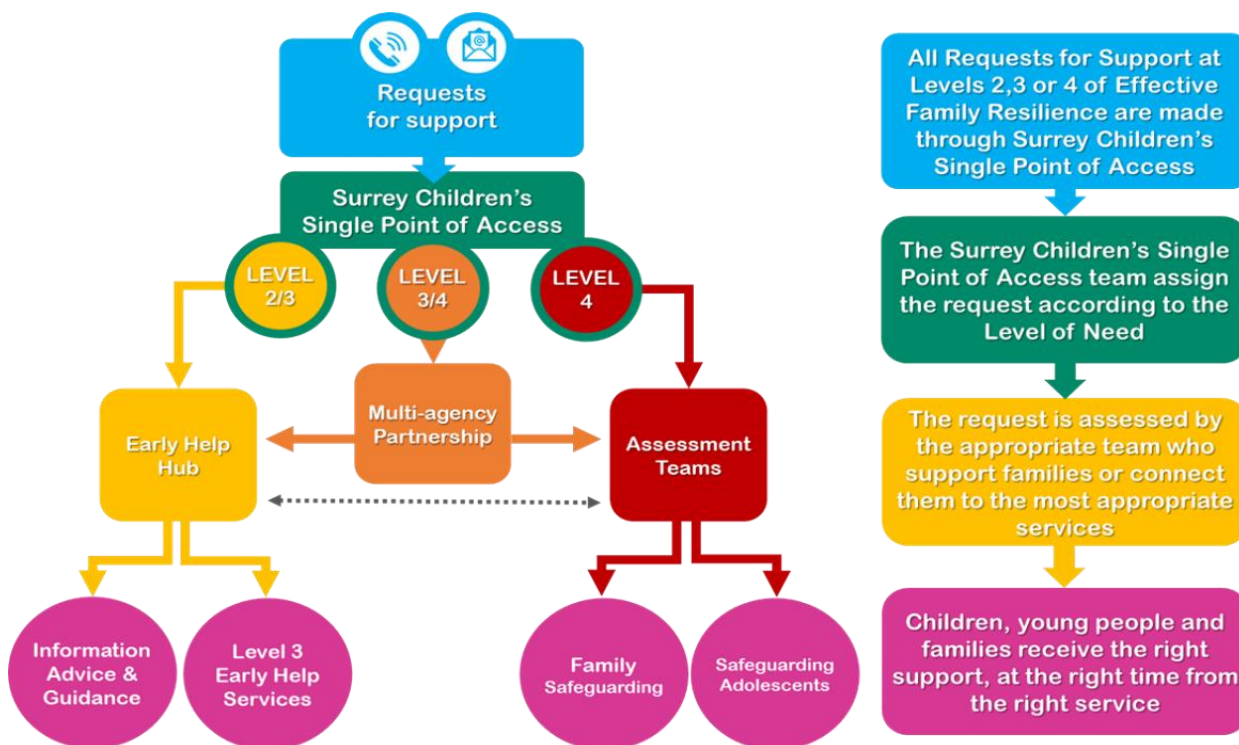 Requests
for support
Surrey Children's
Single Point of Access
LEVEL
2/3
LEVEL
3/4
LEVEL
4
Early Help
Hub
Multi-agency
Partnership
Assessment
Teams
Information
Advice &
Guidance
Level 3
Early Help
Services
Family
Safeguarding
Safeguarding
Adolescents
All Requests for Support at
Levels 2,3 or 4 of Effective
Family Resilience are made
through Surrey Children's
Single Point of Access
The Surrey Children's Single
Point of Access team assign
the request according to the
Level of Need
The request is assessed by
the appropriate team who
support families or connect
them to the most appropriate
services
Children, young people and
families receive the right
support, at the right time from
the right service